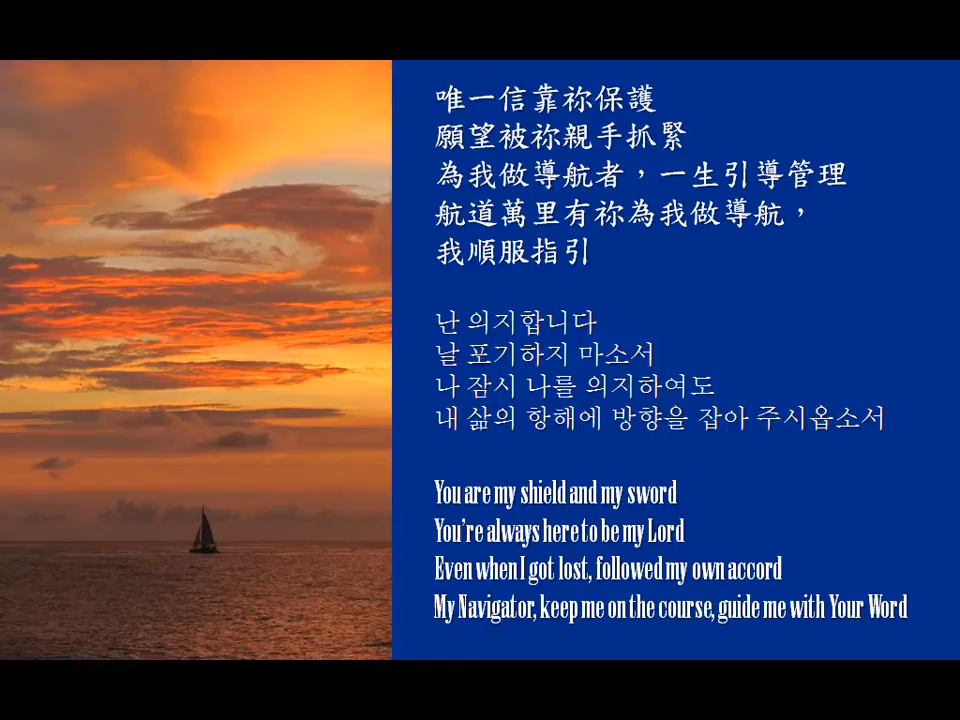 唯一信靠祢保護
願望被祢親手抓緊
為我做導航者，一生引導管理
航道萬里有祢為我做導航，
我順服指引
난 의지합니다
날 포기하지 마소서
나 잠시 나를 의지하여도
내 삶의 항해에 방향을 잡아 주시옵소서
You are my shield and my sword
You're always here to be my Lord
Even when I got lost, followed my own accord
My Navigator, keep me on the course, guide me with Your Word